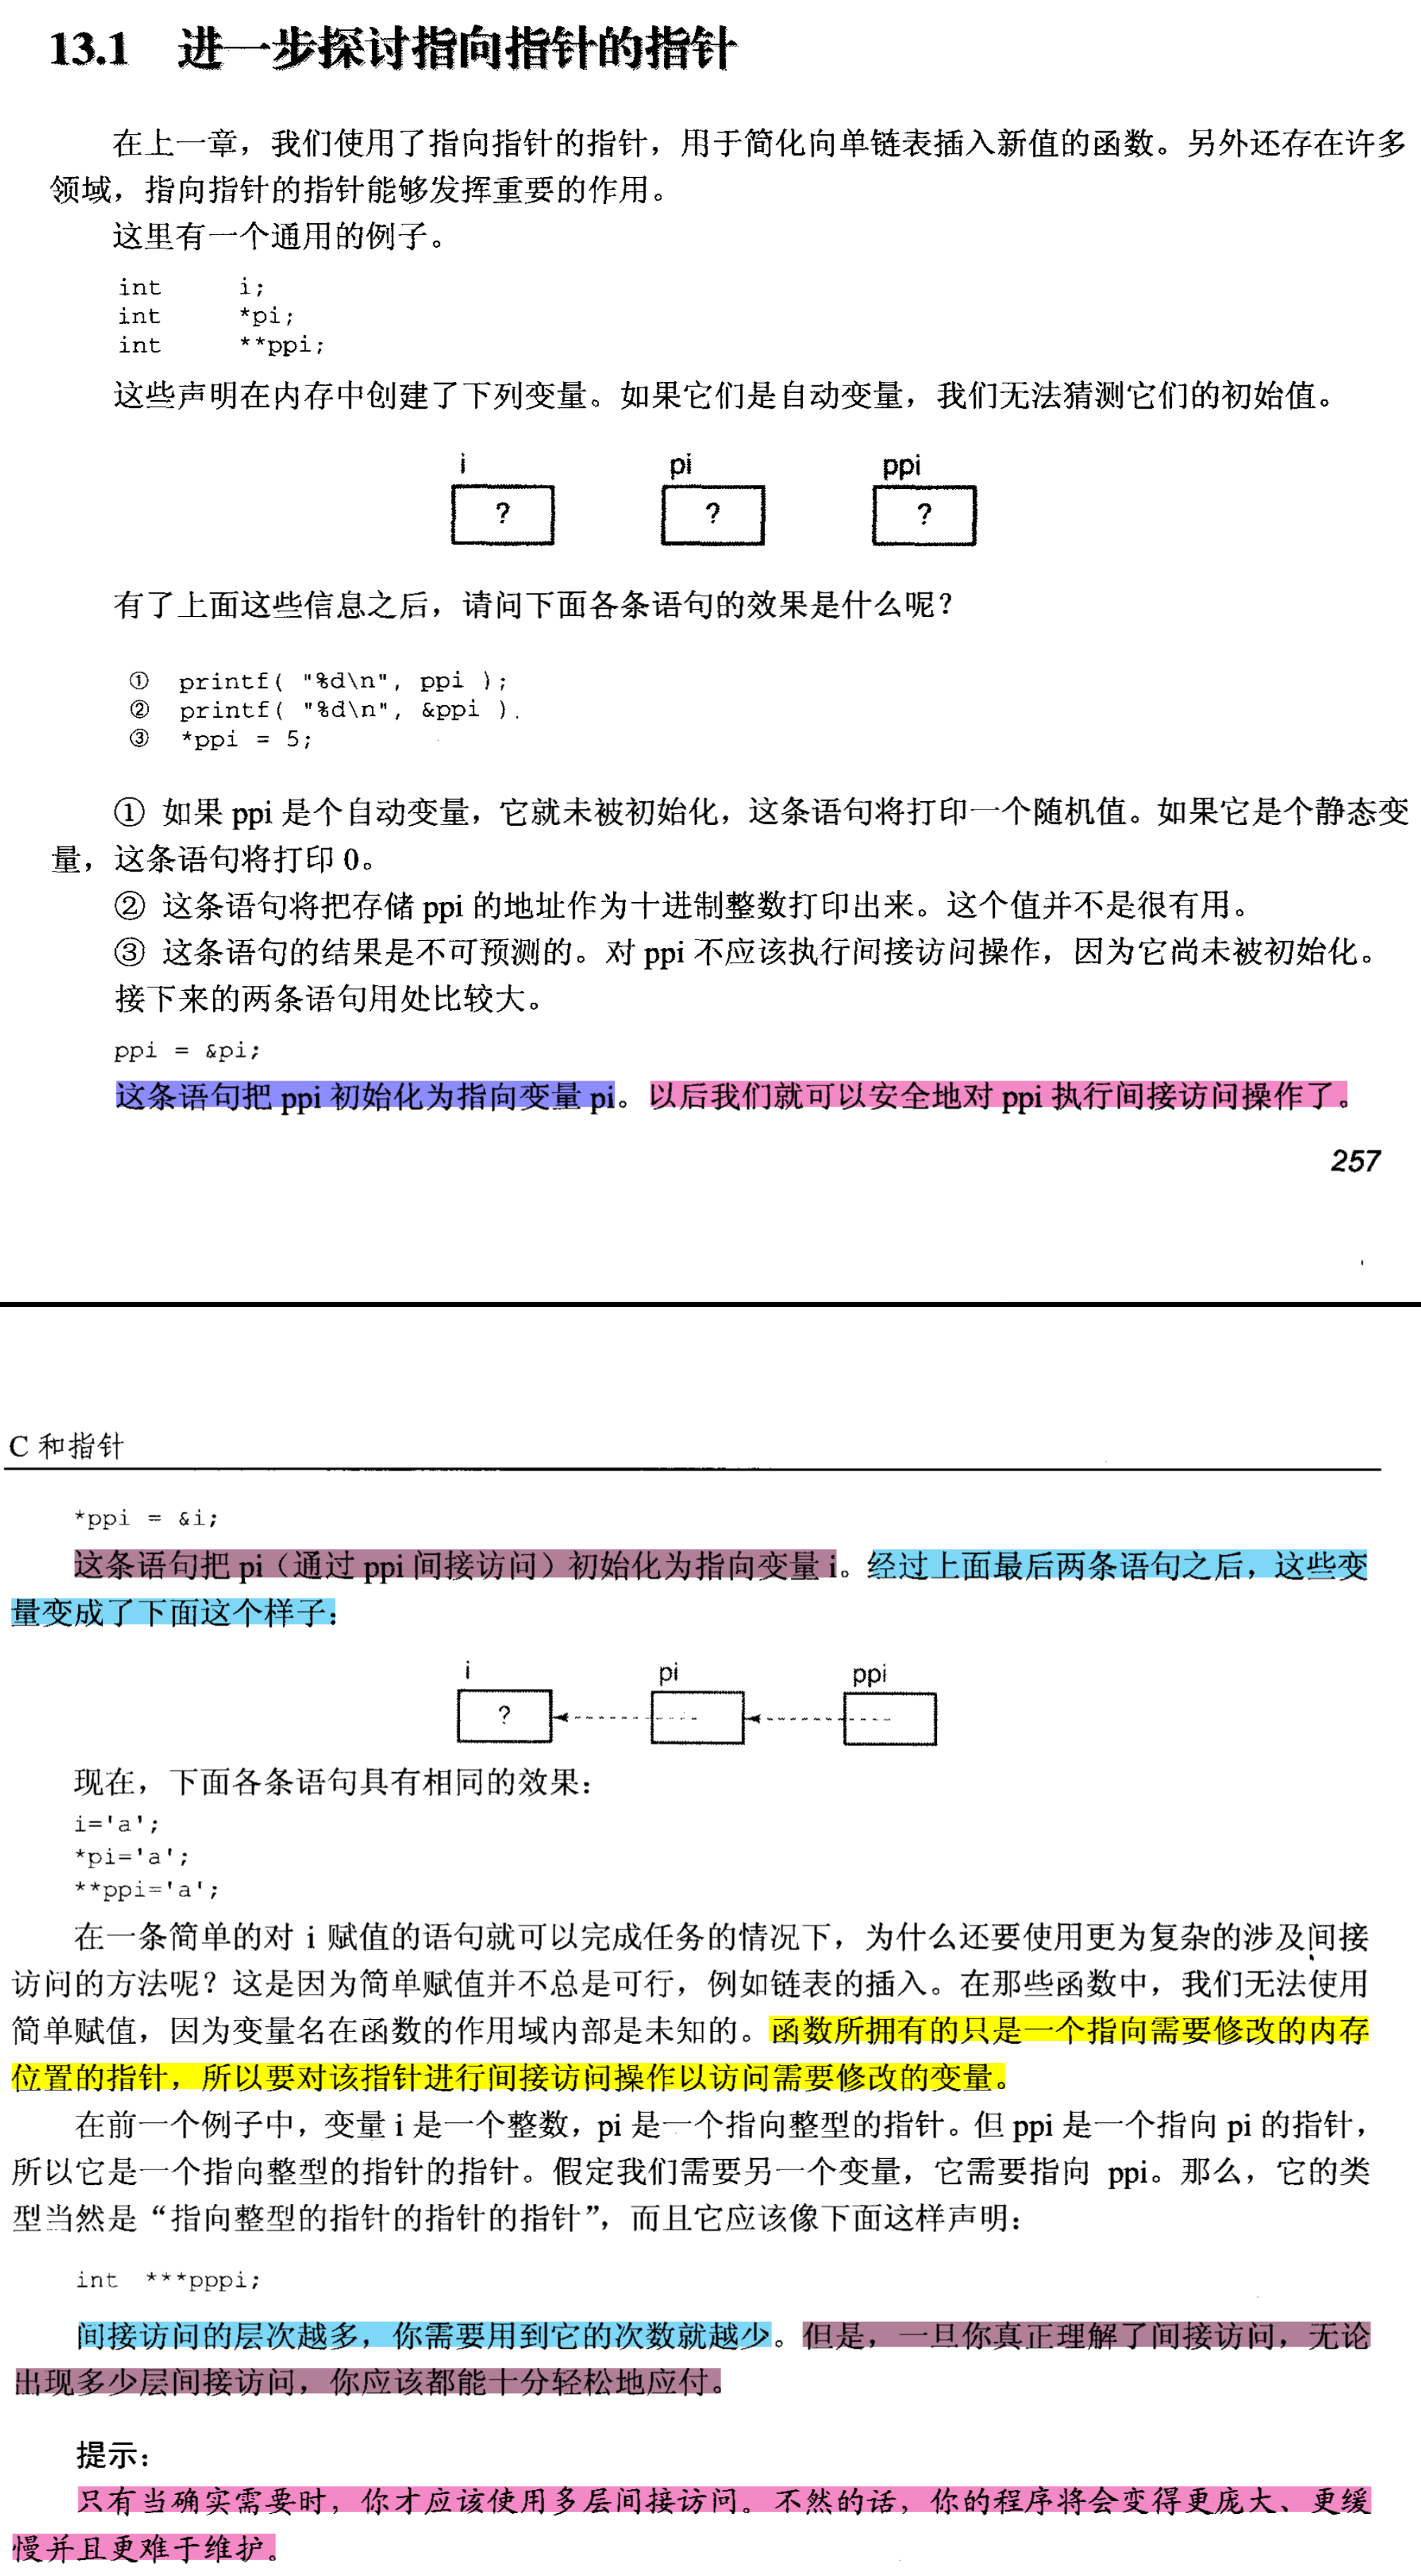 13.1 进一步探讨指向指针的指针
在上一章，我们使用了指向指针的指针，用于简化向单链表插入新值的函数。另外还存在许多
领域，指向指针的指针能够发挥重要的作用。
这里有一个通用的例子。
int i;
int *pi;
int **ppi;
这些声明在内存中创建了下列变量。如果它们是自动变量，我们无法猜测它们的初始值。
i pi ppi
? ? ?
有了上面这些信息之后，请问下面各条语句的效果是什么呢？
① printf( "%d\n", ppi );
② printf( "%d\n", &ppi ).
③ *ppi = 5;
① 如果 ppi 是个自动变量，它就未被初始化，这条语句将打印一个随机值。如果它是个静态变
量，这条语句将打印 0。
② 这条语句将把存储 ppi 的地址作为十进制整数打印出来。这个值并不是很有用。
③ 这条语句的结果是不可预测的。对 ppi 不应该执行间接访问操作，因为它尚未被初始化。
接下来的两条语句用处比较大。
ppi = &pi;
这条语句把 ppi 初始化为指向变量 pi。以后我们就可以安全地对 ppi 执行间接访问操作了。
257
C 和指针
*ppi = &i;
这条语句把 pi（通过 ppi 间接访问）初始化为指向变量 i。经过上面最后两条语句之后，这些变
量变成了下面这个样子：
i pi ppi
?
现在，下面各条语句具有相同的效果：
i='a';
*pi='a';
**ppi='a';
在一条简单的对 i 赋值的语句就可以完成任务的情况下，为什么还要使用更为复杂的涉及间接
访问的方法呢？这是因为简单赋值并不总是可行，例如链表的插入。在那些函数中，我们无法使用
简单赋值，因为变量名在函数的作用域内部是未知的。函数所拥有的只是一个指向需要修改的内存
位置的指针，所以要对该指针进行间接访问操作以访问需要修改的变量。
在前一个例子中，变量 i 是一个整数，pi 是一个指向整型的指针。但 ppi 是一个指向 pi 的指针，
所以它是一个指向整型的指针的指针。假定我们需要另一个变量，它需要指向 ppi。那么，它的类
型当然是“指向整型的指针的指针的指针”，而且它应该像下面这样声明：
int ***pppi;
间接访问的层次越多，你需要用到它的次数就越少。但是，一旦你真正理解了间接访问，无论
出现多少层间接访问，你应该都能十分轻松地应付。
提示：
只有当确实需要时，你才应该使用多层间接访问。不然的话，你的程序将会变得更庞大、更缓
慢并且更难于维护。